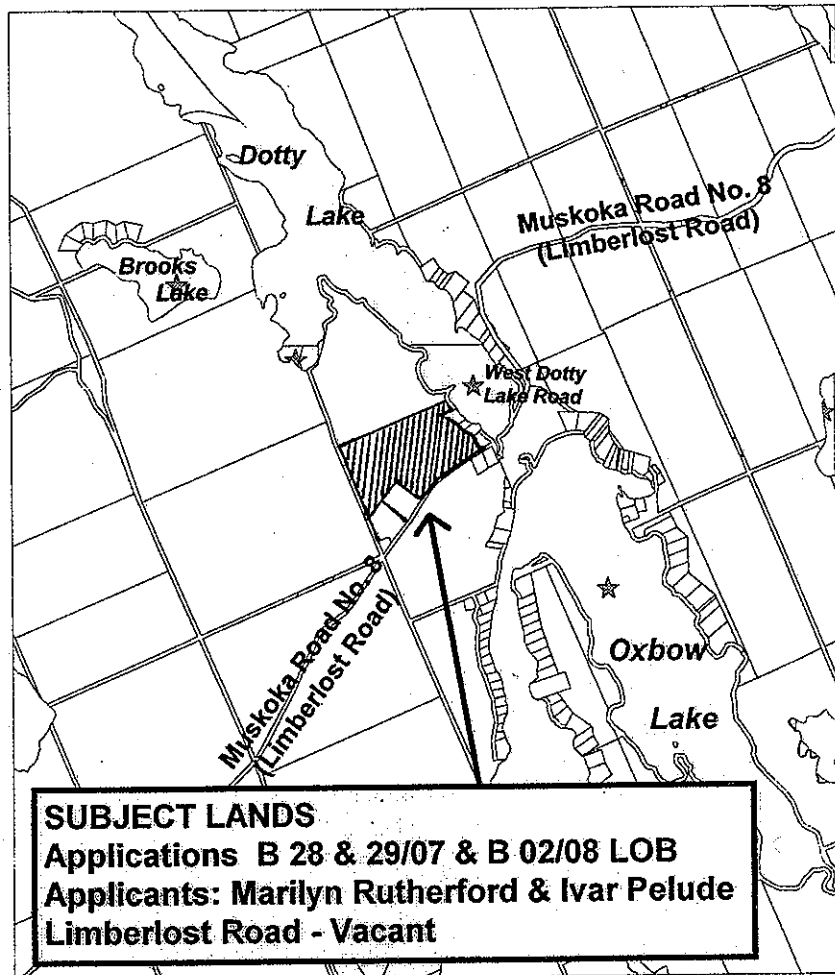 Dotty
Lake
Muskoka Road No. 8
(Limberlost Road)
Brooks
Lake
West Dotty
Lake Road
Muskoka Road No. 8
(Limberlost Road)
Oxbow
Lake
SUBJECT LANDS
Applications B 28 & 29/07 & B 02/08 LOB
Applicants: Marilyn Rutherford & Ivar Pelude
Limberlost Road - Vacant